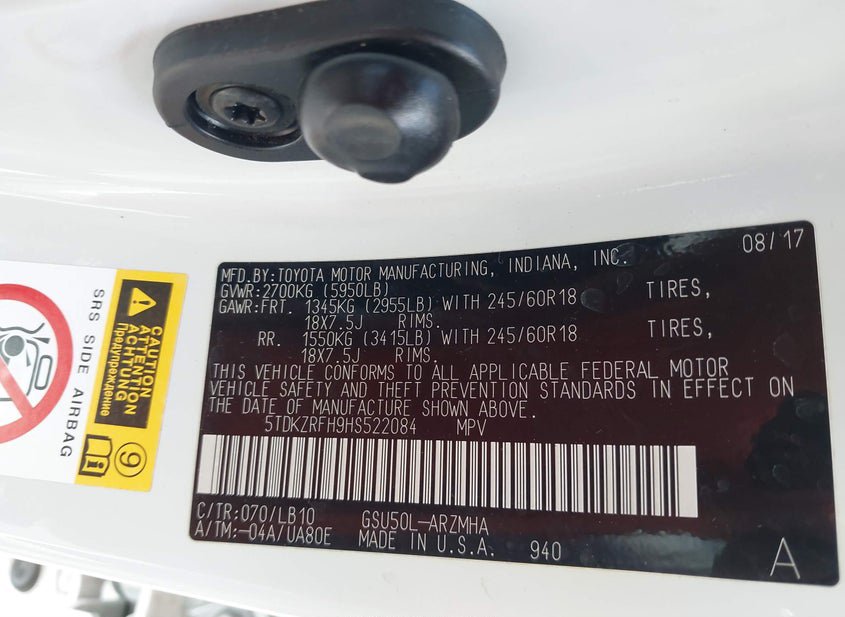 MFD.BY:TOYOTA MOTOR MANUFACTURING, INDIANA, INC. 08/17
GVWR:2700KG (5950LB)
GAWR:FRT. 1345KG (2955LB) WITH 245/60R18 TIRES,
18X7.5J RIMS.
RR. 1550KG (3415LB) WITH 245/60R18 TIRES,
18X7.5J RIMS.
THIS VEHICLE CONFORMS TO ALL APPLICABLE FEDERAL MOTOR
VEHICLE SAFETY AND THEFT PREVENTION STANDARDS IN EFFECT ON
THE DATE OF MANUFACTURE SHOWN ABOVE.
5TDKZRFH9HS522084 MPV
C/TR:070/LB10 GSU50L-ARZMHA
A/TM:-04A/UA80E MADE IN U.S.A. 940 A
SRS SIDE AIRBAG
CAUTION
ATTENTION
ACHTUNG
Предупреждение
9